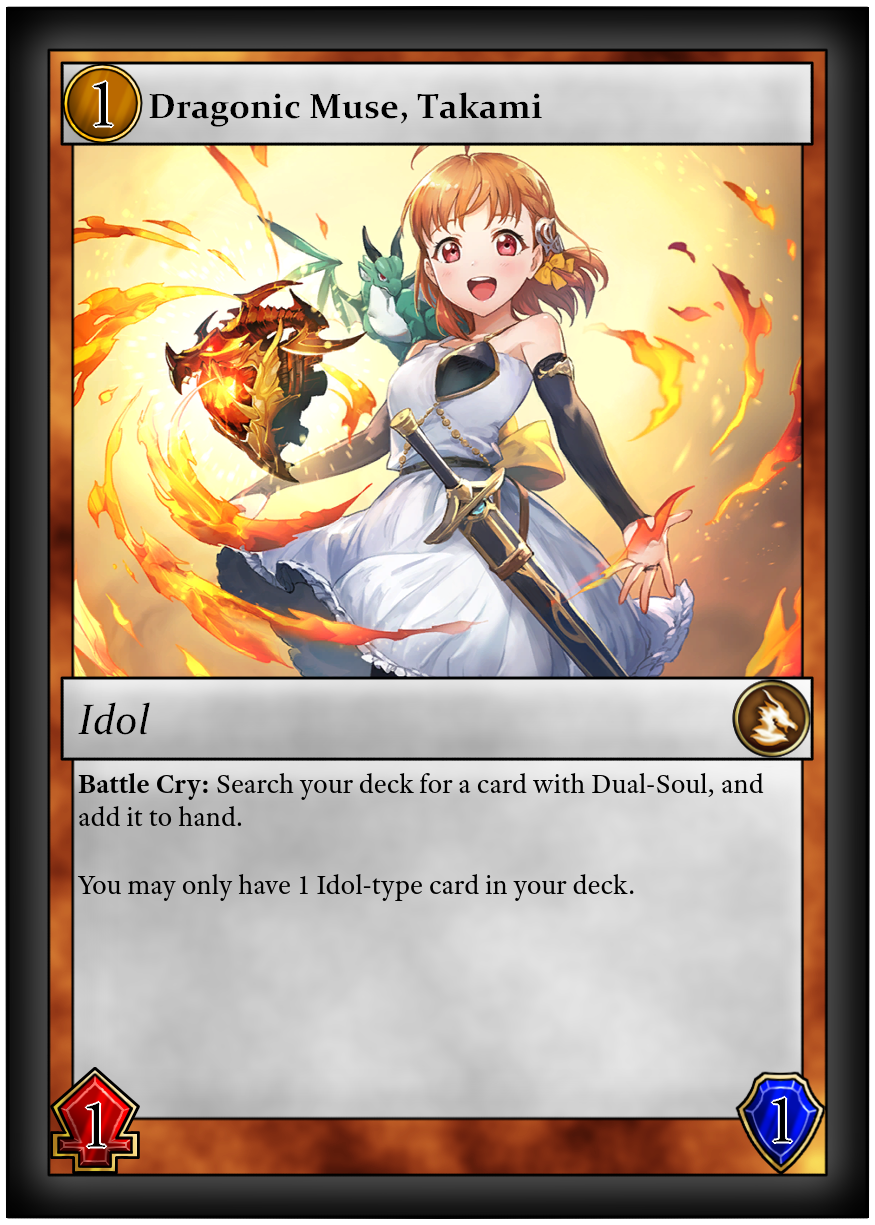 1
Dragonic Muse, Takami
Idol
Battle Cry: Search your deck for a card with Dual-Soul, and
add it to hand.
You may only have 1 Idol-type card in your deck.
1
1